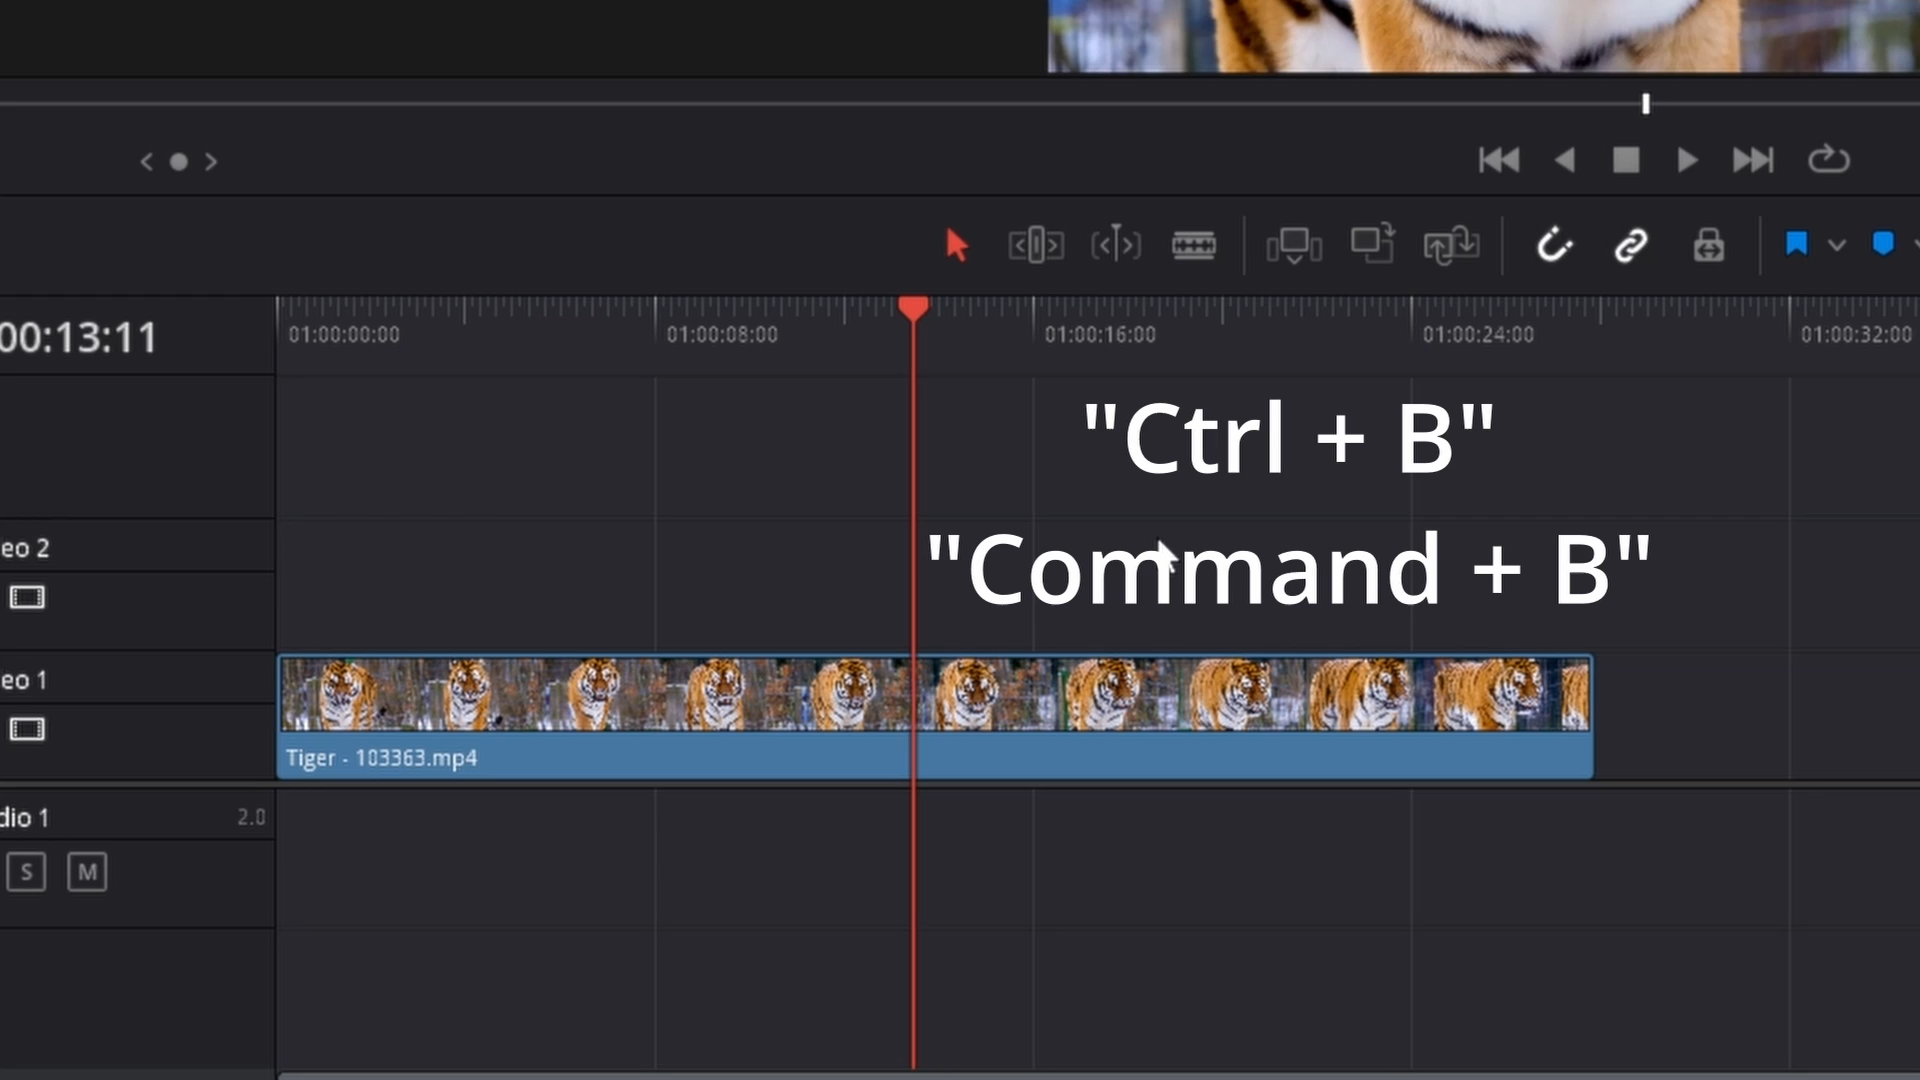 00:13:11
01:00:00:00
01:00:08:00
01:00:16:00
01:00:24:00
01:00:32:00
"Ctrl + B"
"Command + B"
eo 2
eo 1
Tiger - 103363.mp4
dio 1
2.0
S
M